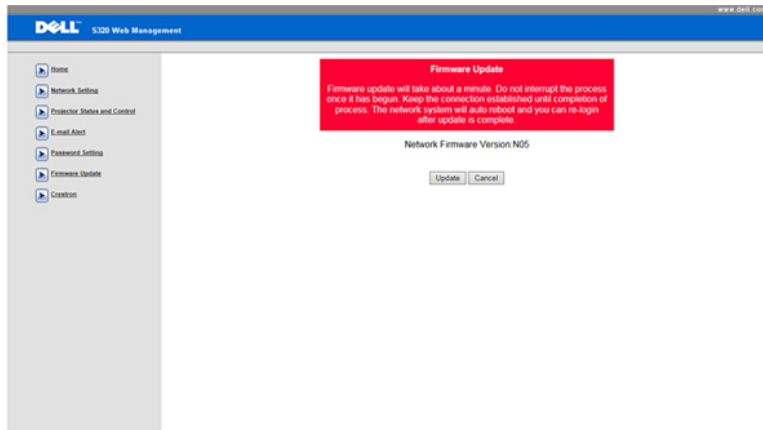 www.dell.com
DELL™ S320 Web Management
Home
Network Setting
Projector Status and Control
E-mail Alert
Password Setting
Firmware Update
Crestron
Firmware Update
Firmware update will take about a minute. Do not interrupt the process
once it has begun. Keep the connection established until completion of
process. The network system will auto reboot and you can re-login
after update is complete.
Network Firmware Version:N05
Update Cancel